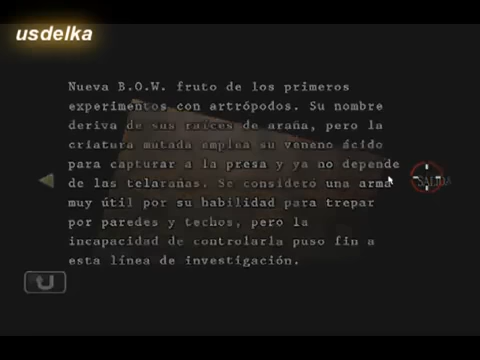 usdelka
Nueva B.O.W. fruto de los primeros
experimentos con artrópodos. Su nombre
deriva de sus raíces de araña, pero la
criatura mutada emplea su veneno ácido
para capturar a la presa y ya no depende
de las telarañas. Se consideró una arma
muy útil por su habilidad para trepar
por paredes y techos, pero la
incapacidad de controlarla puso fin a
esta línea de investigación.
SALIDA